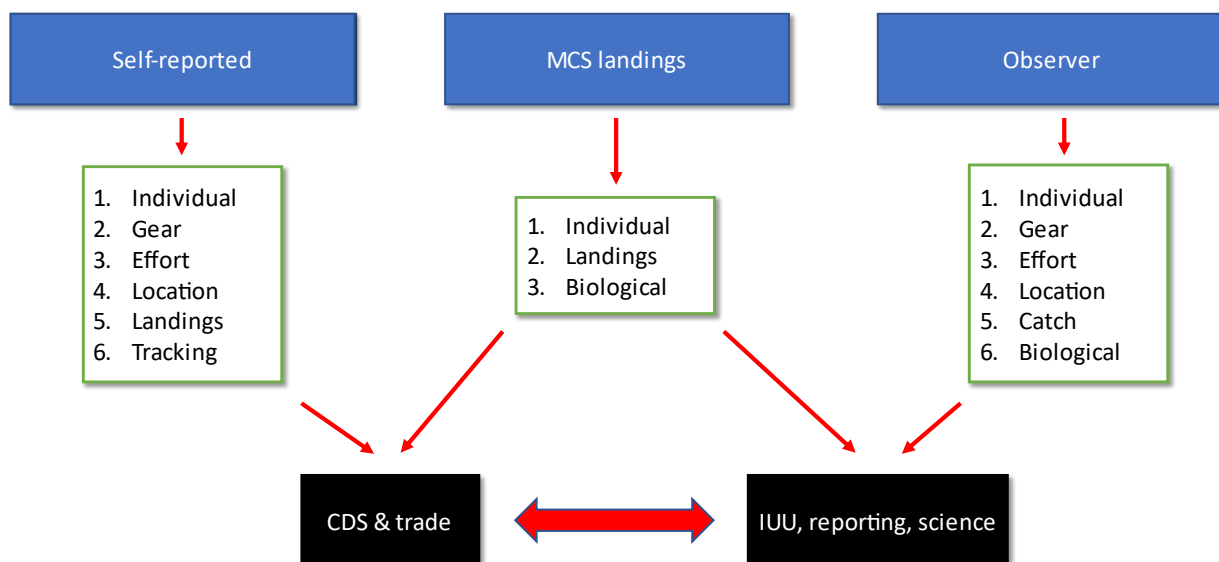 Self-reported
MCS landings
Observer
1. Individual
2. Gear
3. Effort
4. Location
5. Landings
6. Tracking
1. Individual
2. Landings
3. Biological
1. Individual
2. Gear
3. Effort
4. Location
5. Catch
6. Biological
CDS & trade
IUU, reporting, science